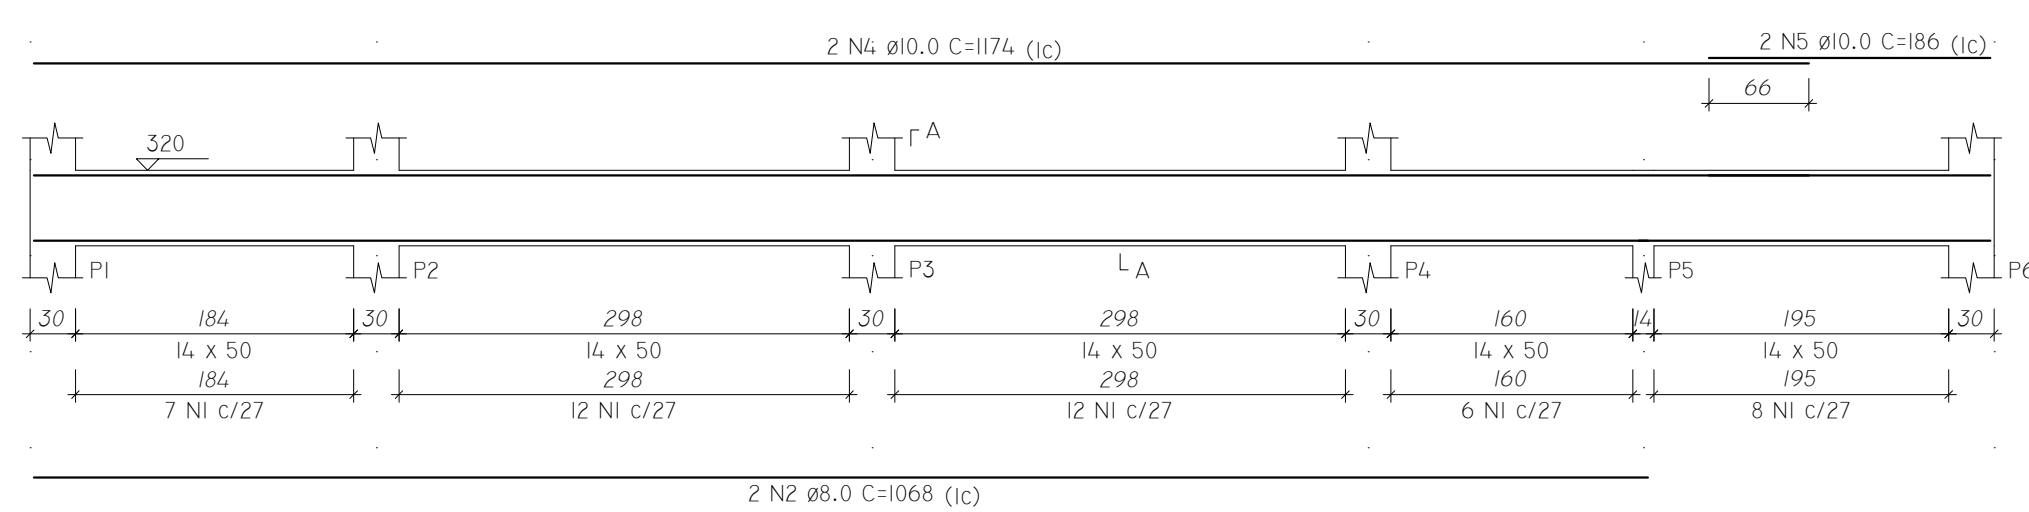 2 N4 ø10.0 C=1174 (1c)
2 N5 ø10.0 C=186 (1c)
66
A
320
P1
P2
P3
A
P4
P5
P6
30 184 30 298 30 298 30 160 14 195 30
14 x 50 14 x 50 14 x 50 14 x 50 14 x 50
184 298 298 160 195
7 N1 c/27 12 N1 c/27 12 N1 c/27 6 N1 c/27 8 N1 c/27
2 N2 ø8.0 C=1068 (1c)